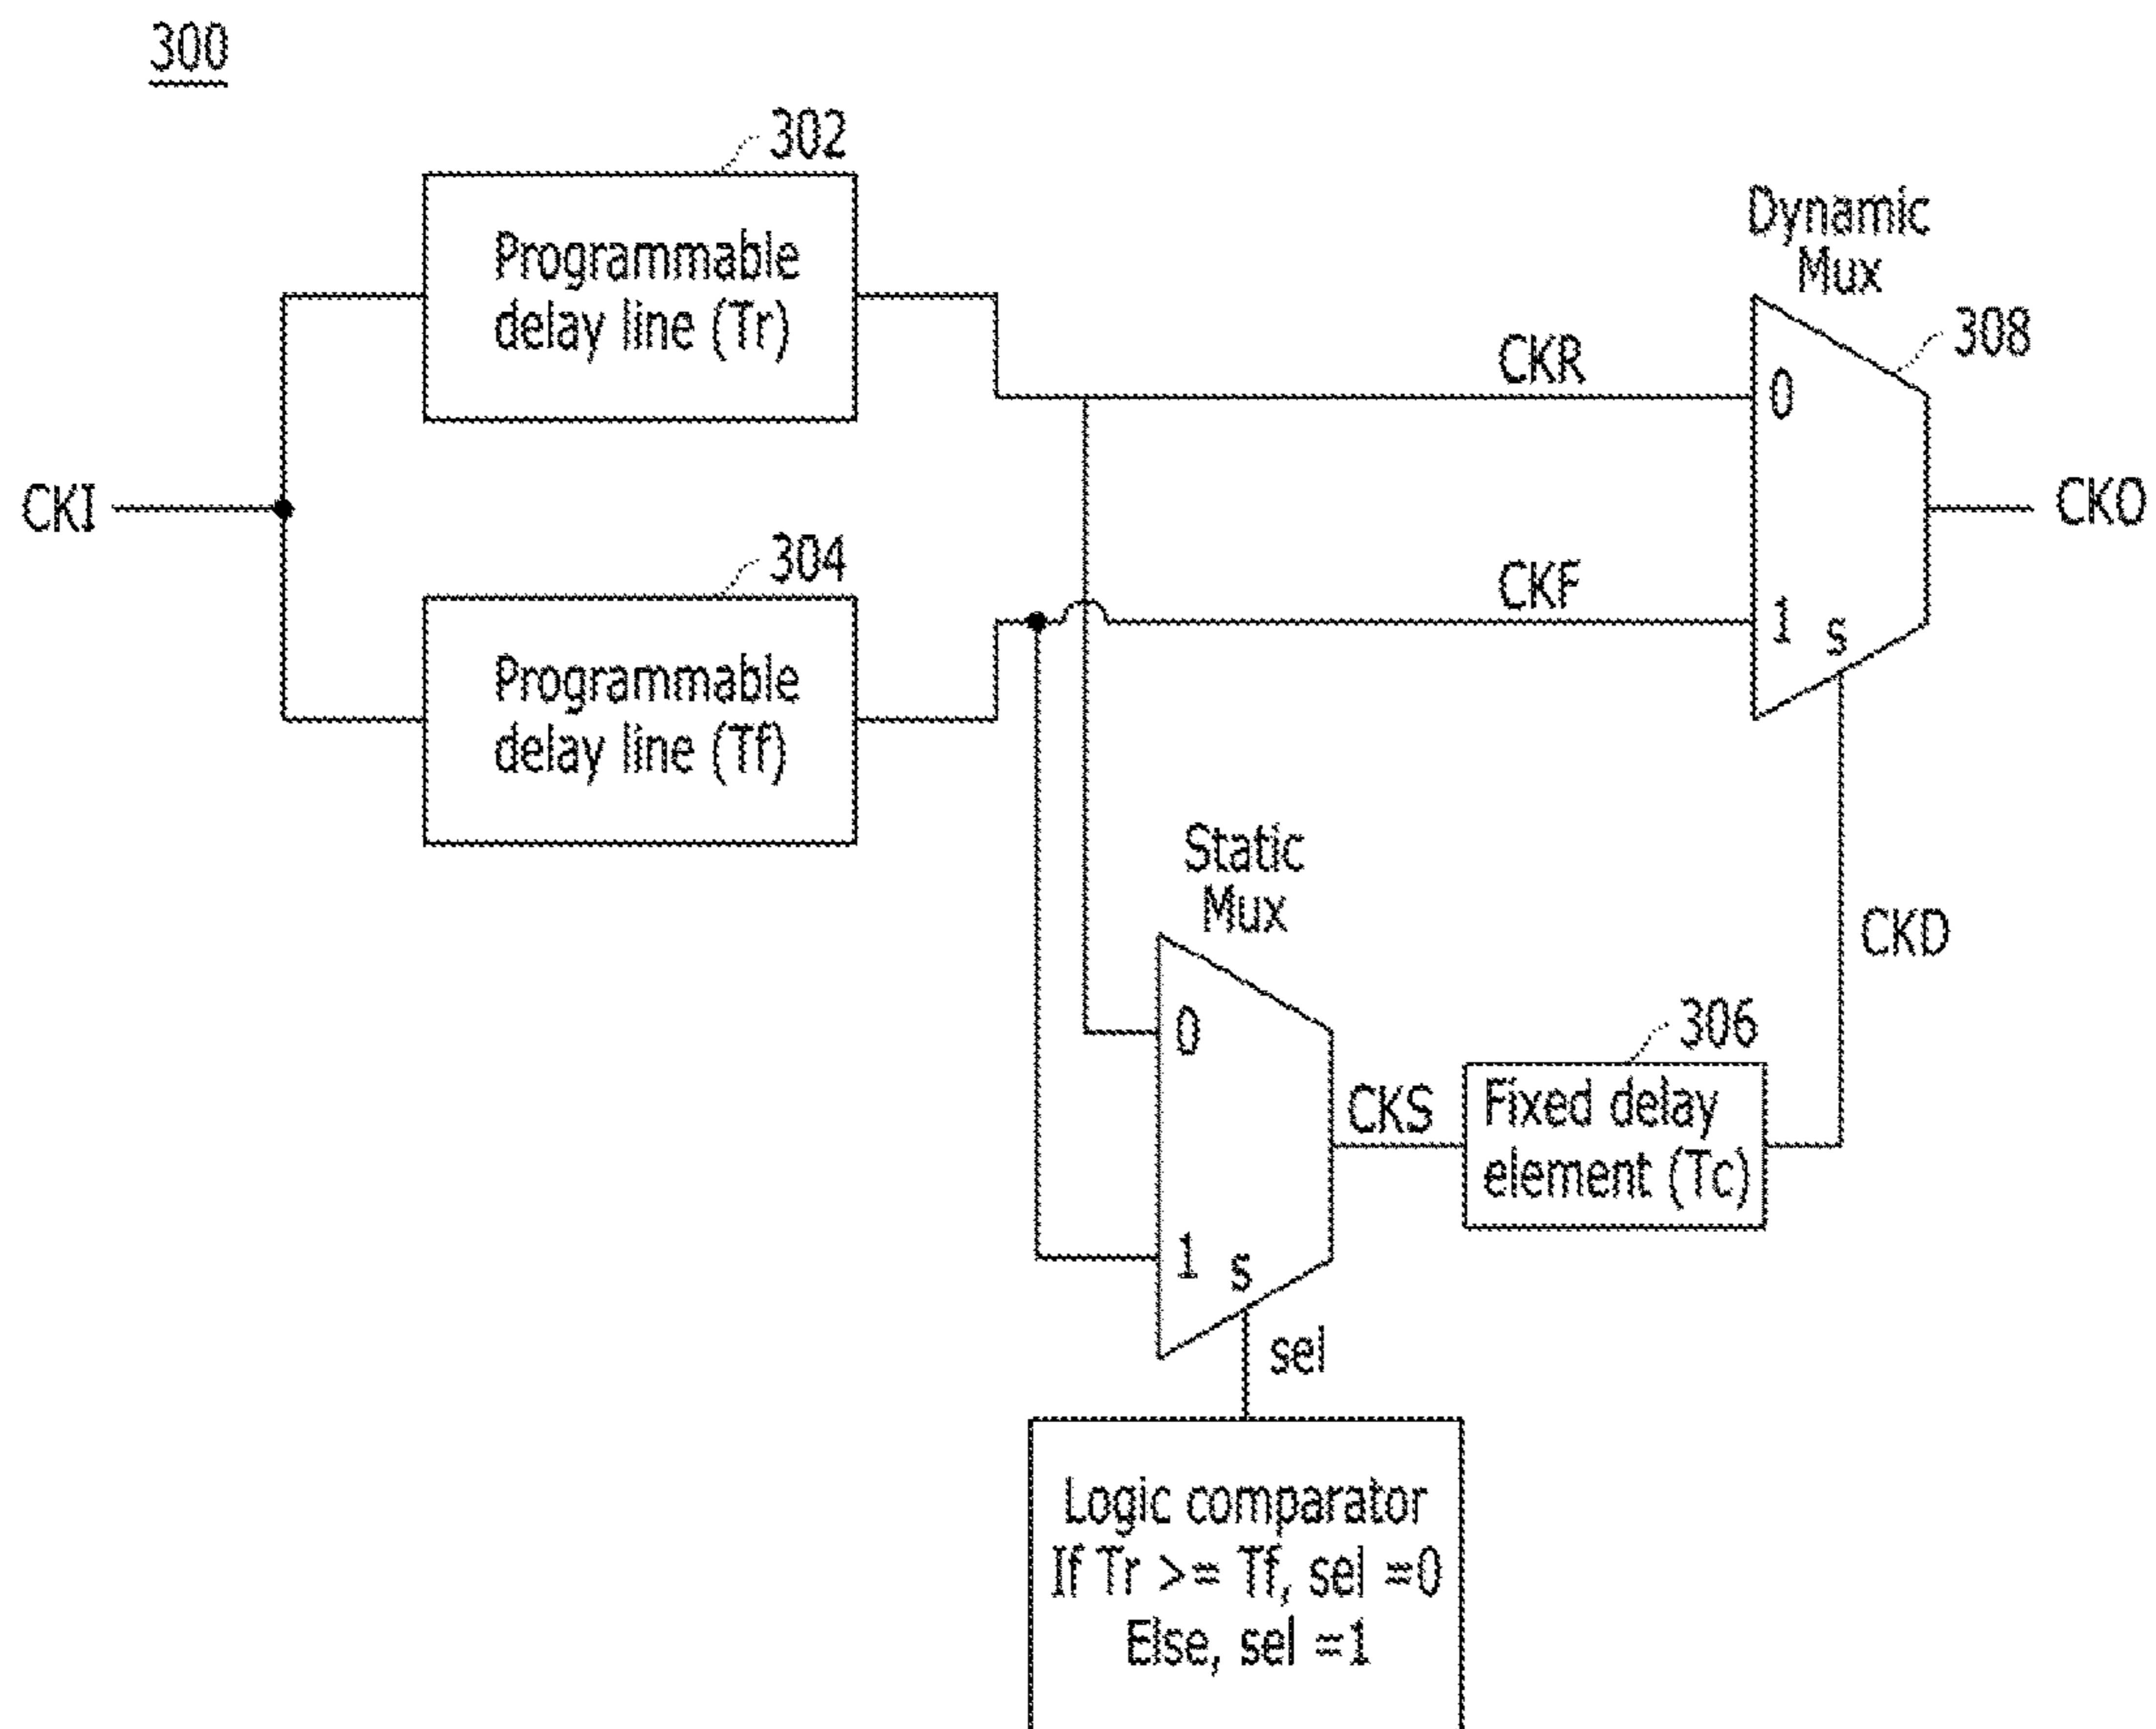 300
302
Programmable
delay line (Tr)
Dynamic
Mux
308
CKR
0
CKI
CKO
304
CKF
1
s
Programmable
delay line (Tf)
Static
Mux
CKD
0
306
CKS
Fixed delay
element (Tc)
1
s
sel
Logic comparator
If Tr >= Tf, sel =0
Else, sel =1